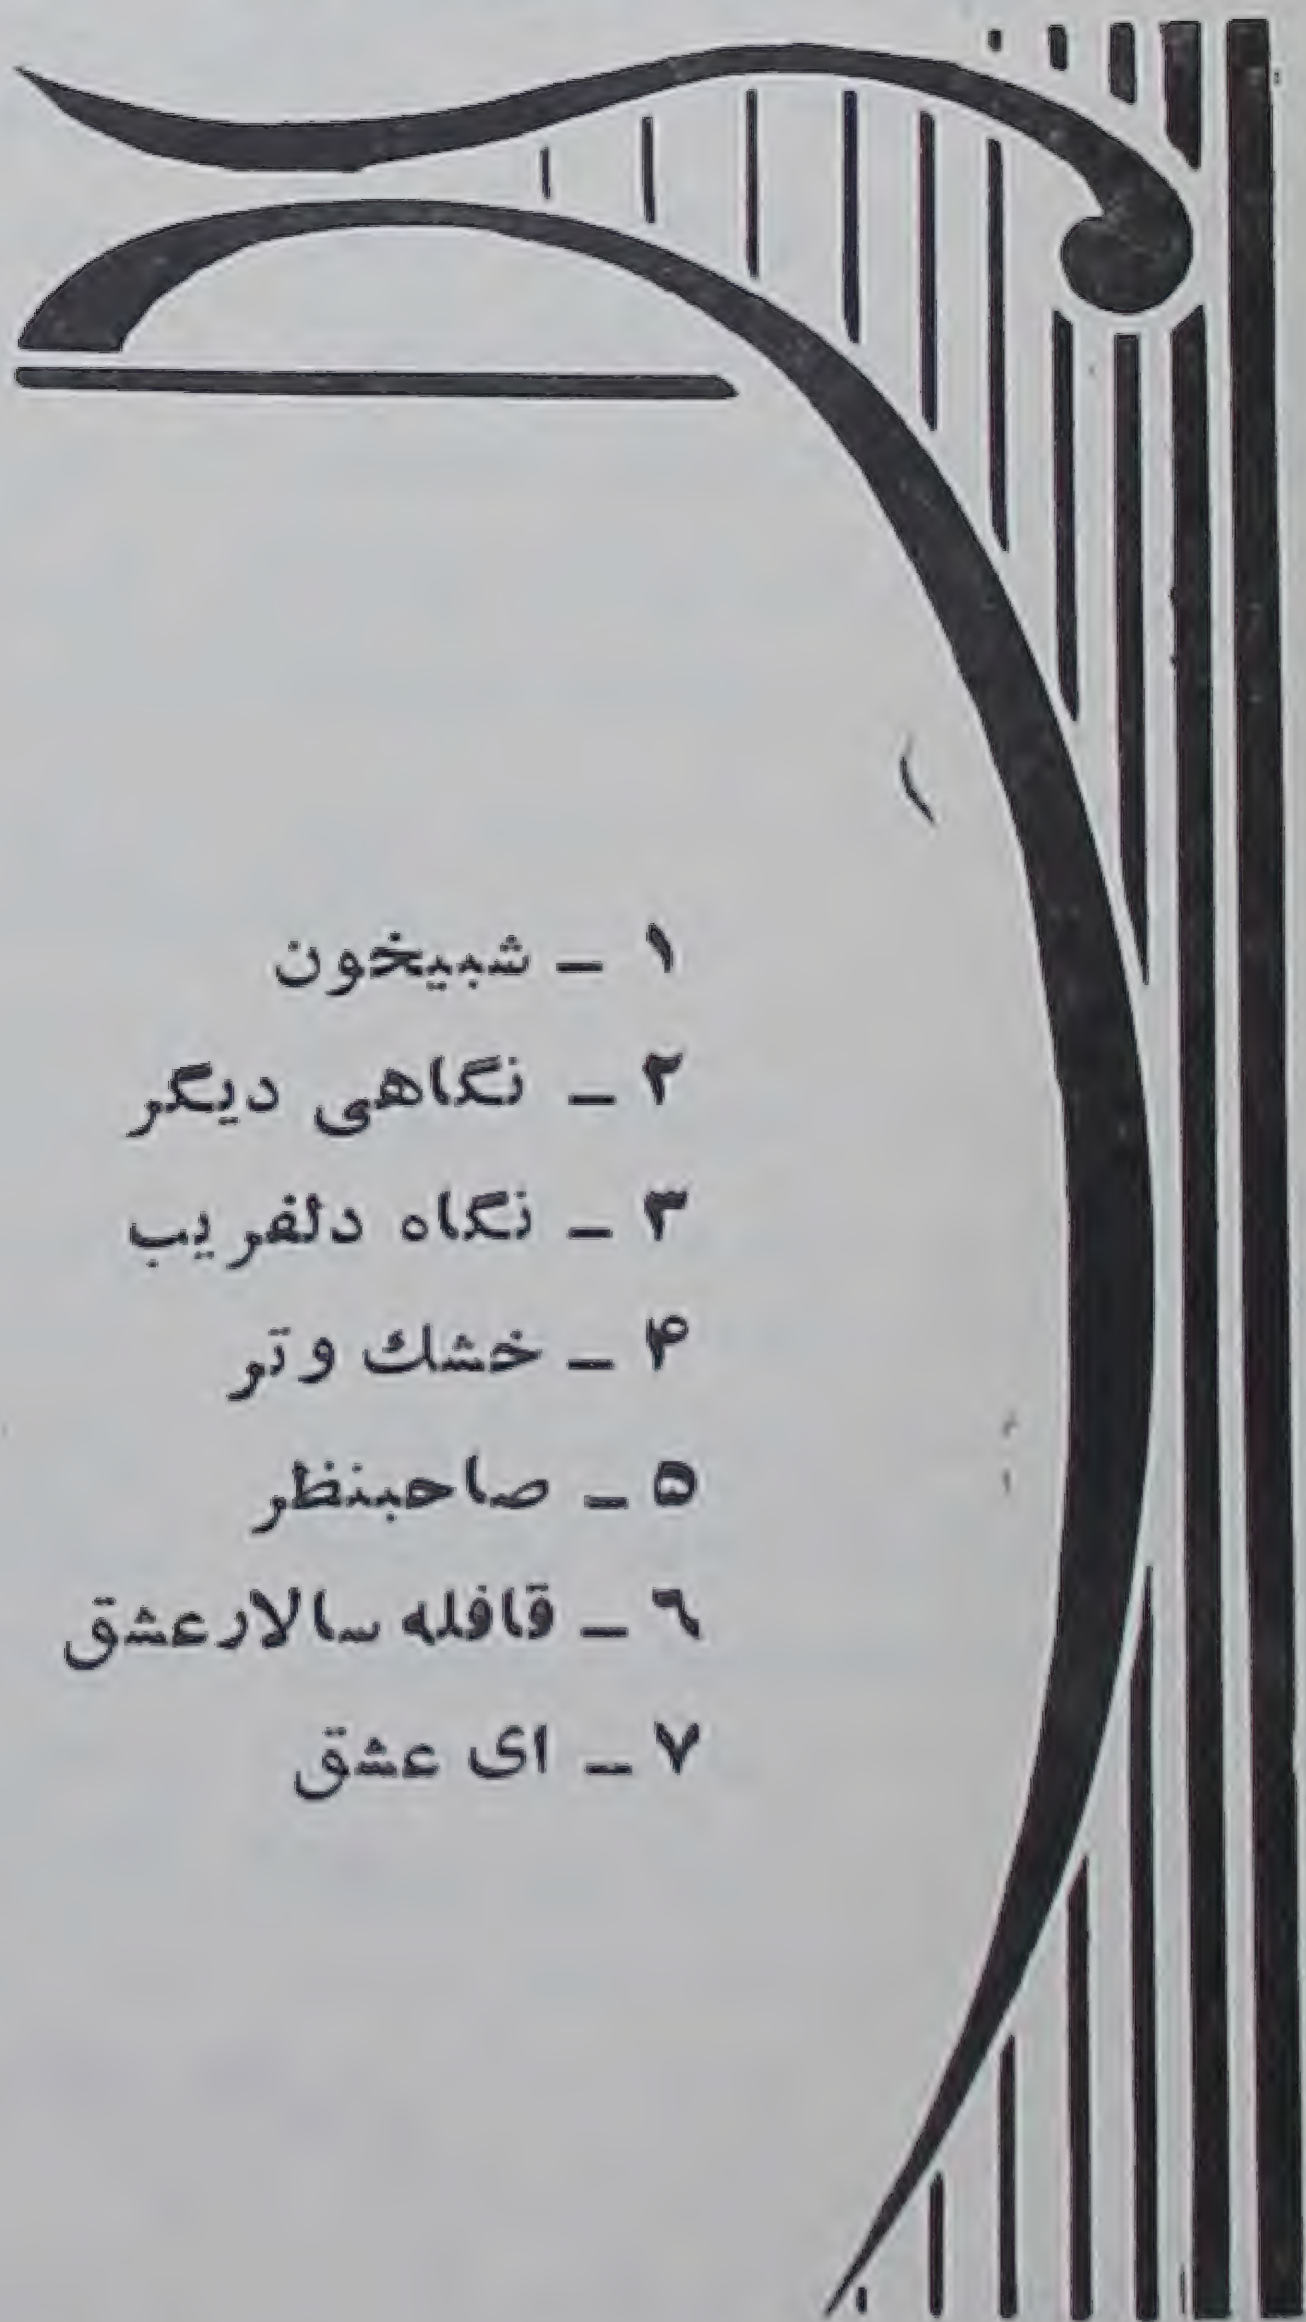 ۱ ـ شبیخون
۲ ـ نگاهی دیگر
۳ ـ نگاه دلفریب
۴ ـ خشك وتر
۵ ـ صاحبنظر
٦ ـ قافله سالارعشق
۷ ـ ای عشق